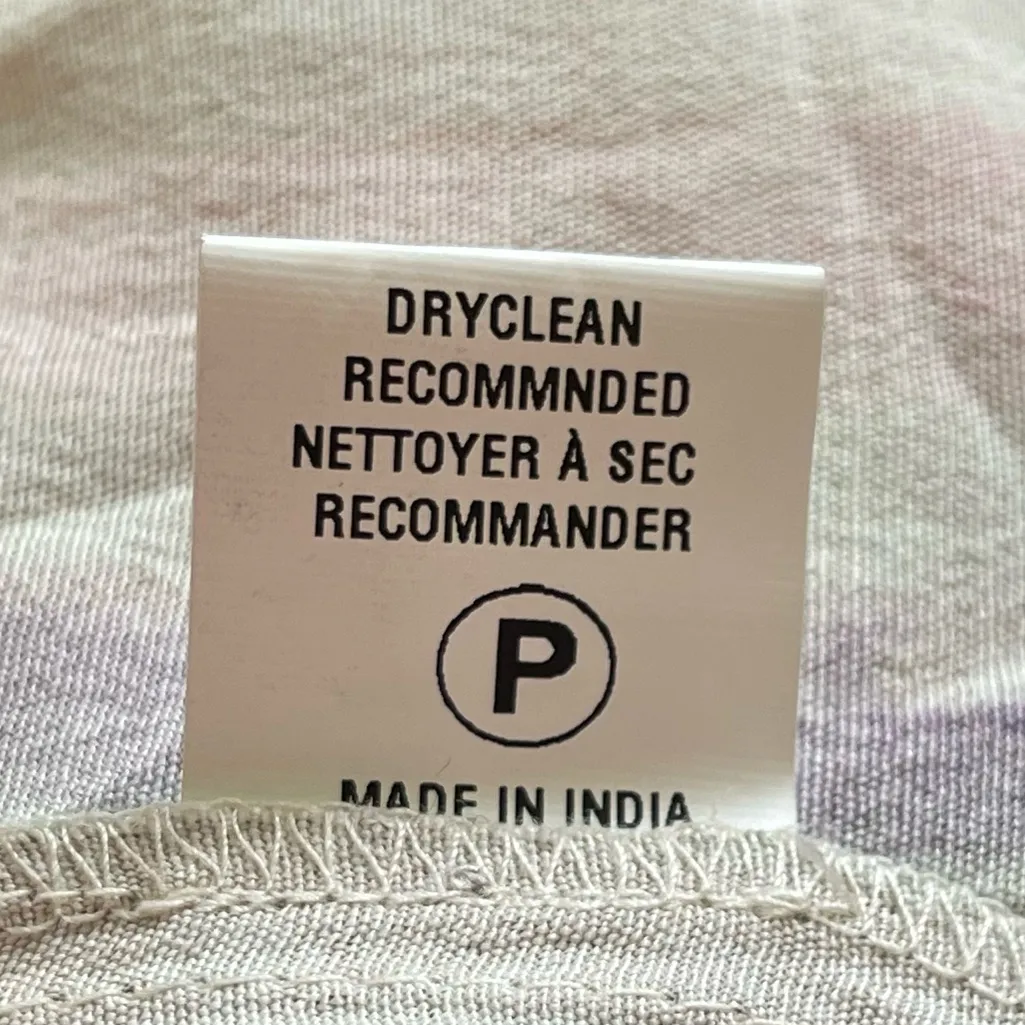 DRYCLEAN
RECOMMNDED
NETTOYER À SEC
RECOMMANDER
P
MADE IN INDIA